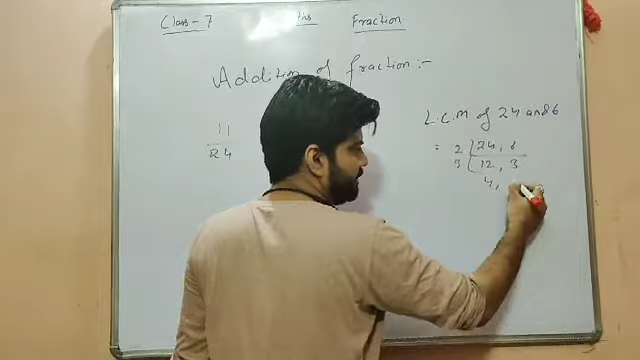 Class - 7 ths Fraction
Addition of fraction :-
11
24
L.C.M of 24 and 6
= 2 24, 6
3 12, 3
4,